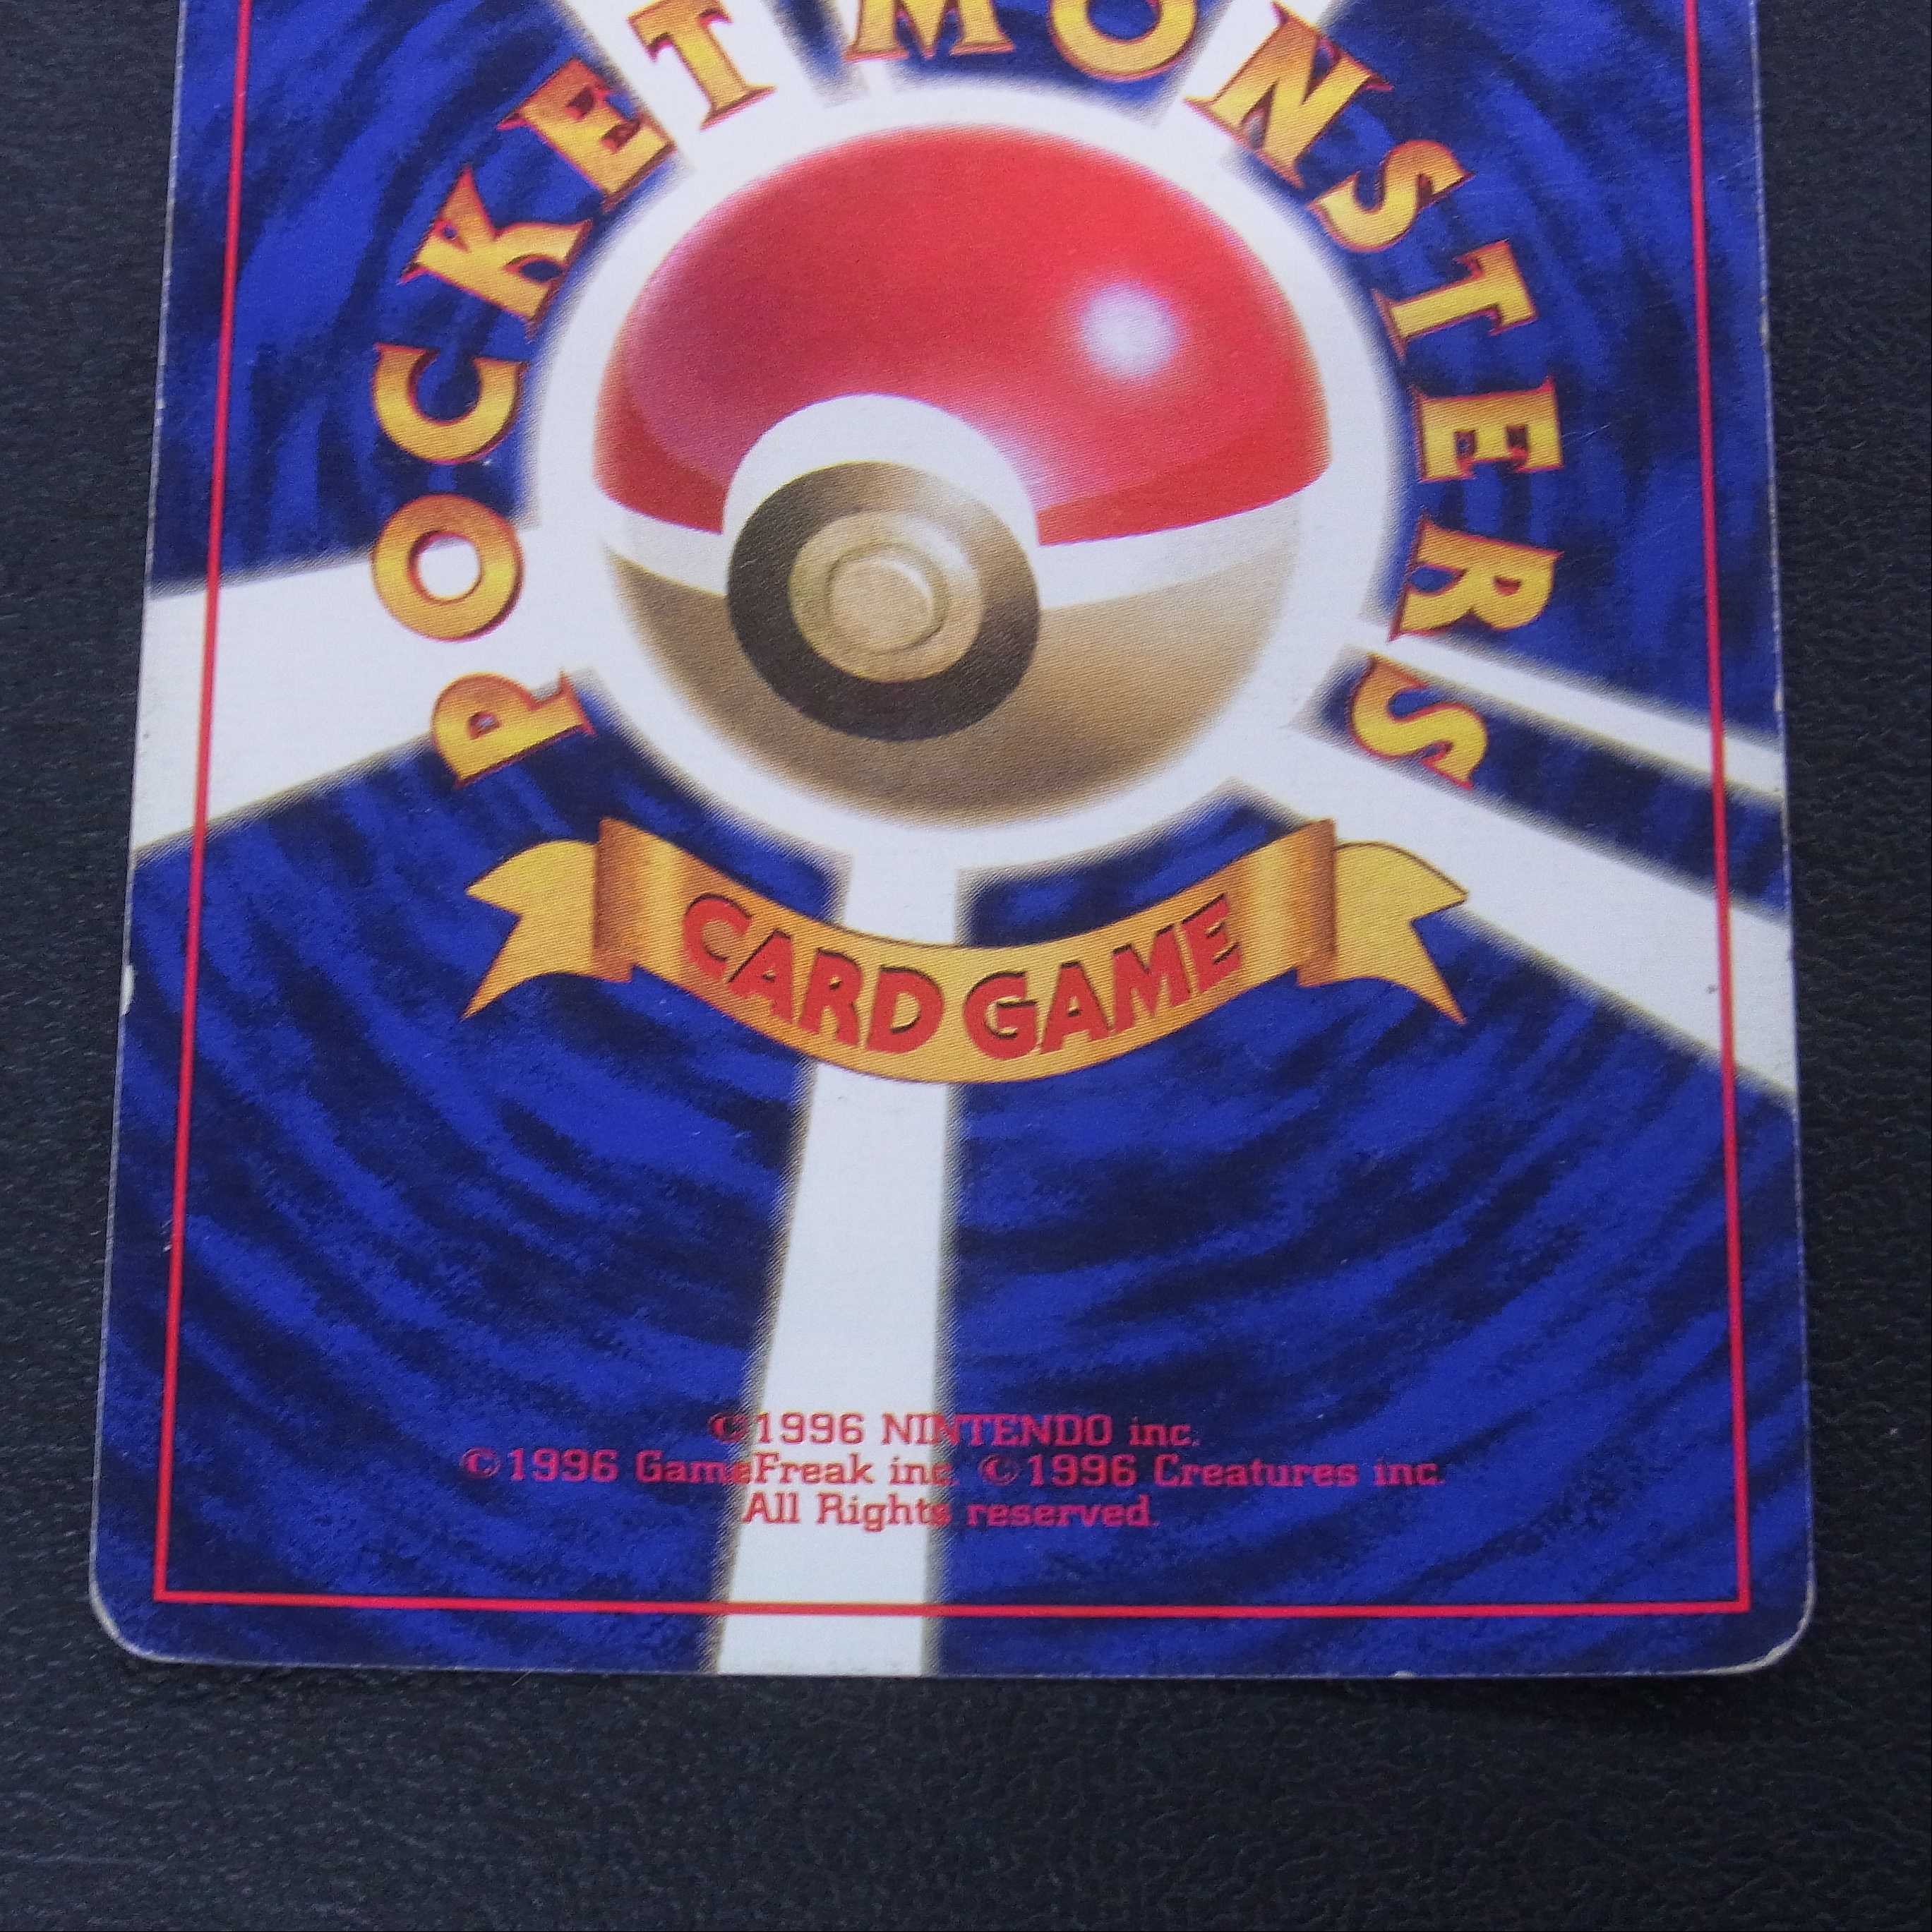 POCKET MONSTERS
CARD GAME
©1996 NINTENDO inc.
©1996 GameFreak inc. ©1996 Creatures inc.
All Rights reserved.